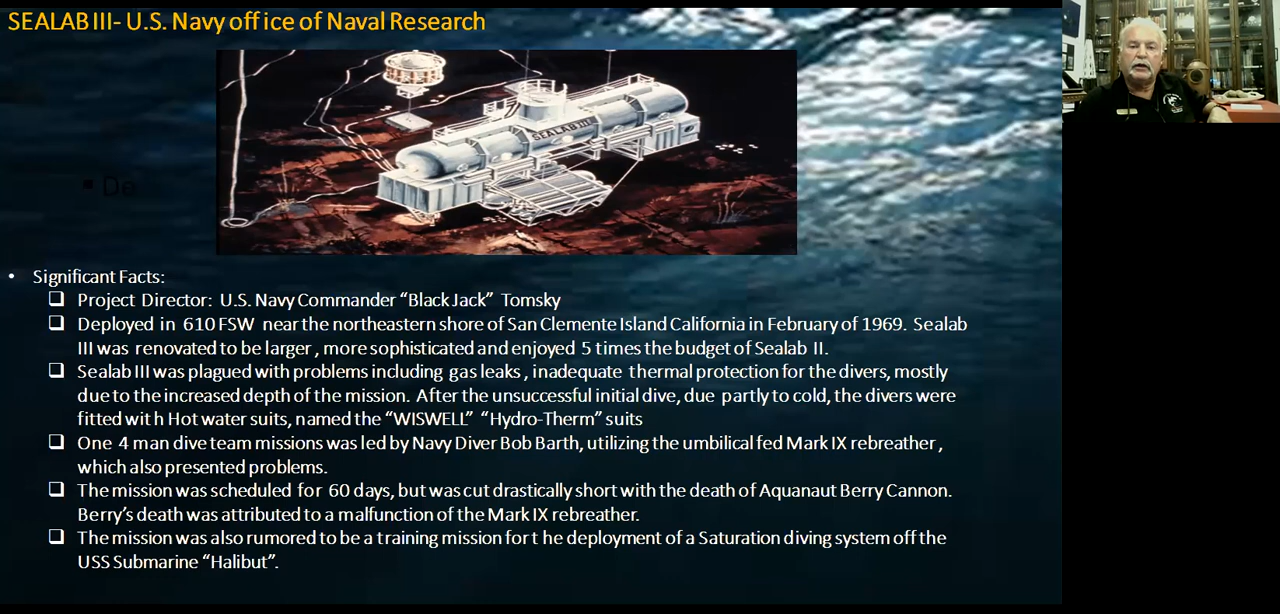 SEALAB III- U.S. Navy off ice of Naval Research
SEALAB III
▪ De
• Significant Facts:
❑ Project Director: U.S. Navy Commander “Black Jack” Tomsky
❑ Deployed in 610 FSW near the northeastern shore of San Clemente Island California in February of 1969. Sealab
III was renovated to be larger , more sophisticated and enjoyed 5 times the budget of Sealab II.
❑ Sealab III was plagued with problems including gas leaks , inadequate thermal protection for the divers, mostly
due to the increased depth of the mission. After the unsuccessful initial dive, due partly to cold, the divers were
fitted wit h Hot water suits, named the “WISWELL” “Hydro-Therm” suits
❑ One 4 man dive team missions was led by Navy Diver Bob Barth, utilizing the umbilical fed Mark IX rebreather ,
which also presented problems.
❑ The mission was scheduled for 60 days, but was cut drastically short with the death of Aquanaut Berry Cannon.
Berry’s death was attributed to a malfunction of the Mark IX rebreather.
❑ The mission was also rumored to be a training mission for t he deployment of a Saturation diving system off the
USS Submarine “Halibut”.